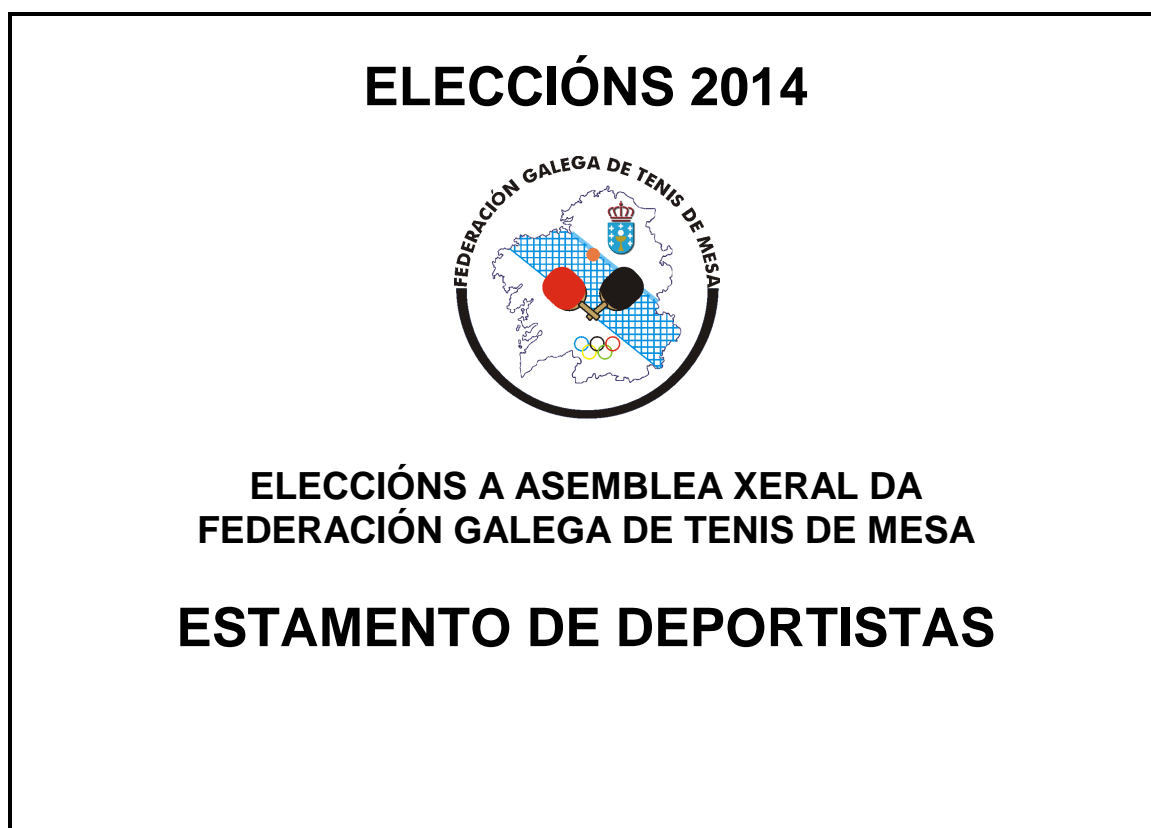 ELECCIÓNS 2014
FEDERACIÓN GALEGA DE TENIS DE MESA
ELECCIÓNS A ASEMBLEA XERAL DA
FEDERACIÓN GALEGA DE TENIS DE MESA
ESTAMENTO DE DEPORTISTAS